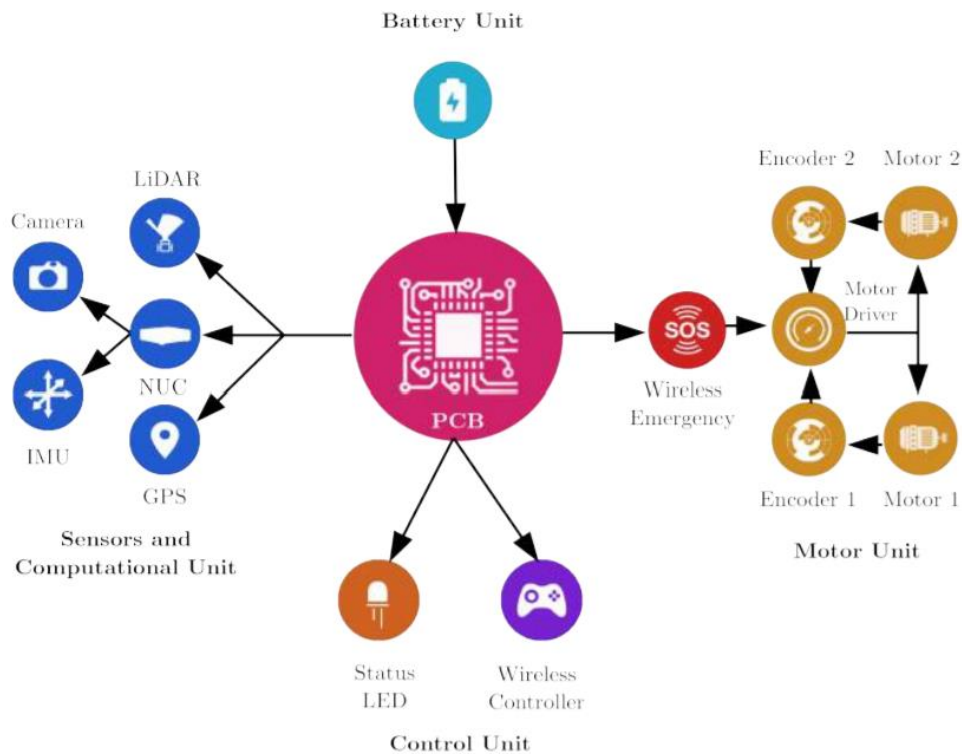 Battery Unit
LiDAR
Camera
Encoder 2
Motor 2
Motor
Driver
SOS
PCB
NUC
IMU
GPS
Wireless
Emergency
Encoder 1
Motor 1
Sensors and
Computational Unit
Motor Unit
Status
LED
Wireless
Controller
Control Unit